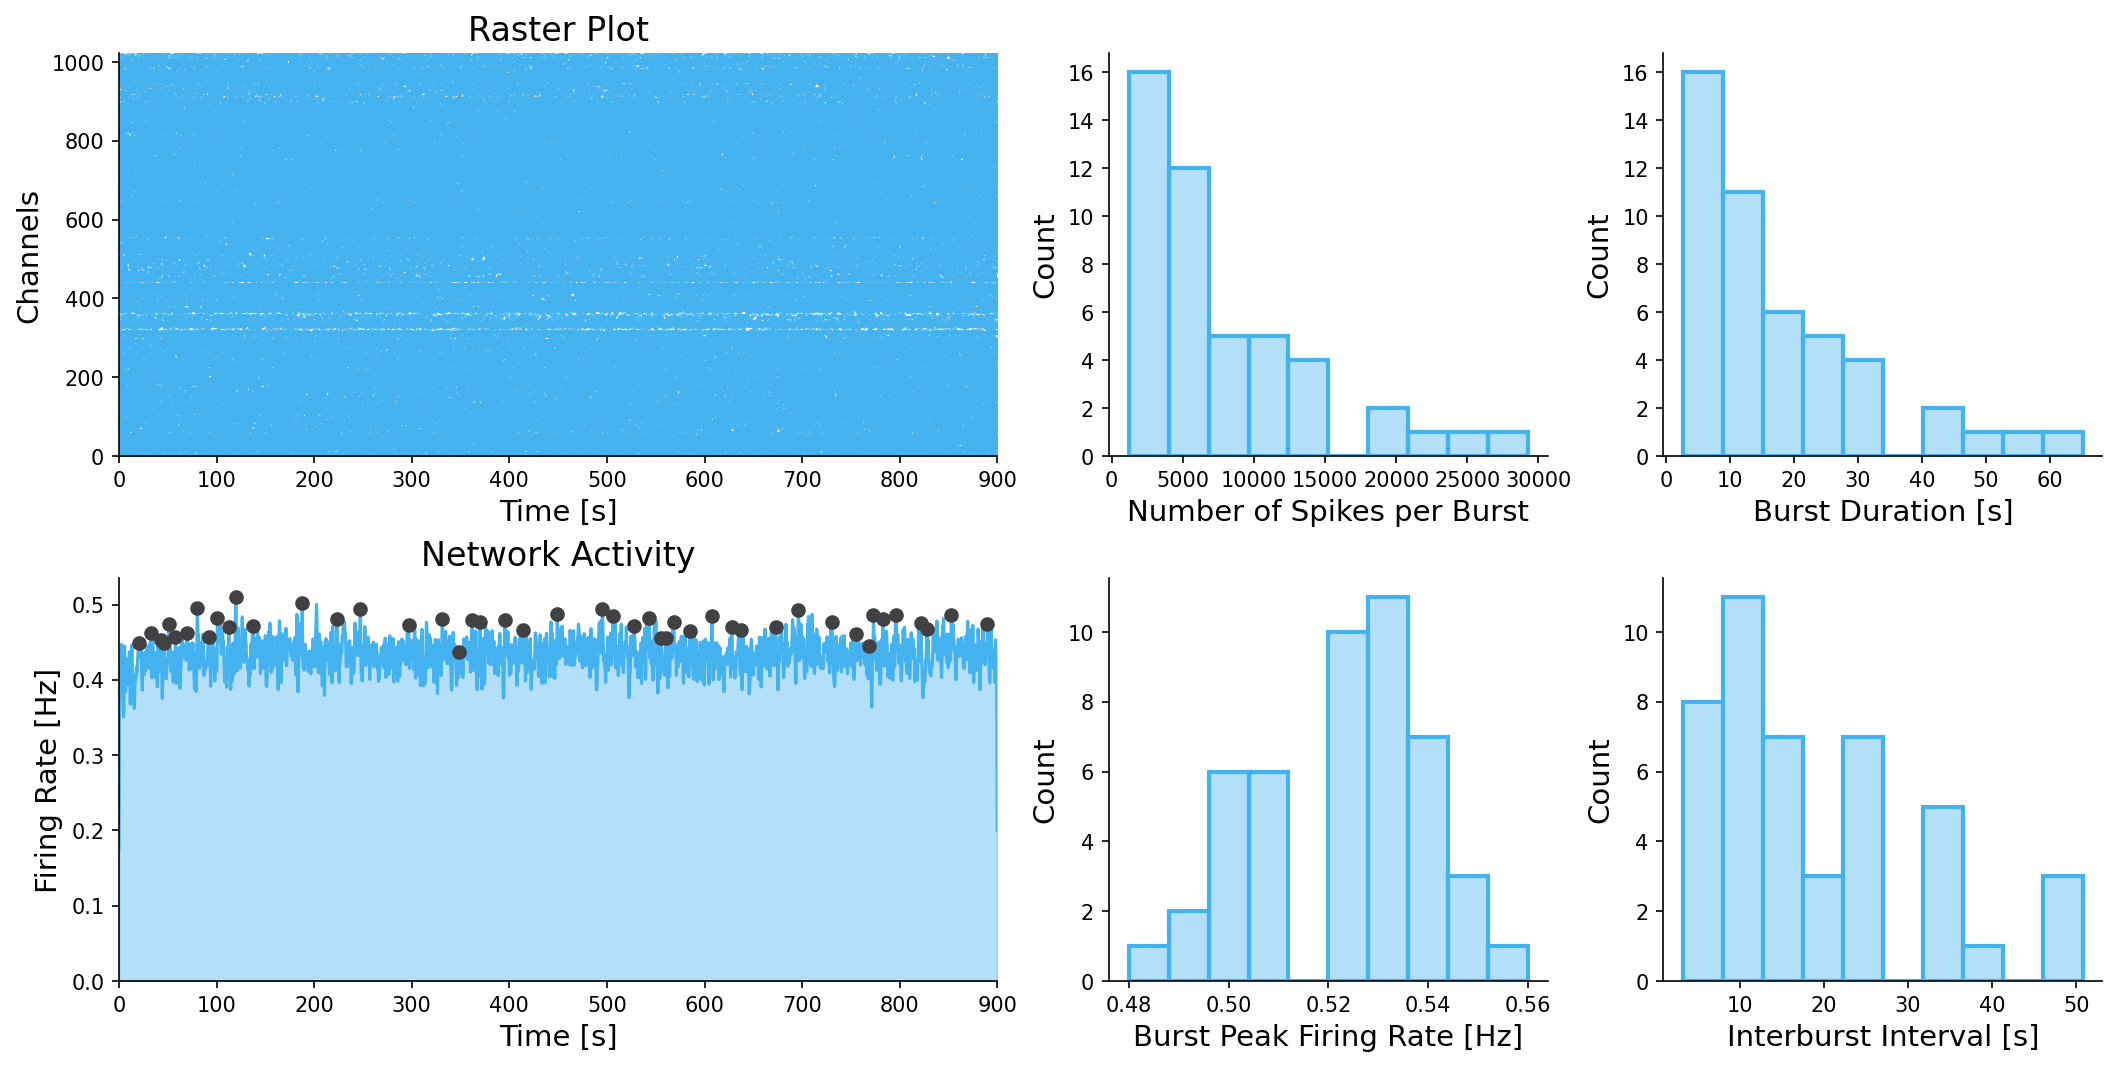 Raster Plot
1000
800
600
400
200
0
Channels
0 100 200 300 400 500 600 700 800 900
Time [s]
16
14
12
10
8
6
4
2
0
Count
0 5000 10000 15000 20000 25000 30000
Number of Spikes per Burst
16
14
12
10
8
6
4
2
0
Count
0 10 20 30 40 50 60
Burst Duration [s]
Network Activity
0.5
0.4
0.3
0.2
0.1
0.0
Firing Rate [Hz]
0 100 200 300 400 500 600 700 800 900
Time [s]
10
8
6
4
2
0
Count
0.48 0.50 0.52 0.54 0.56
Burst Peak Firing Rate [Hz]
10
8
6
4
2
0
Count
10 20 30 40 50
Interburst Interval [s]